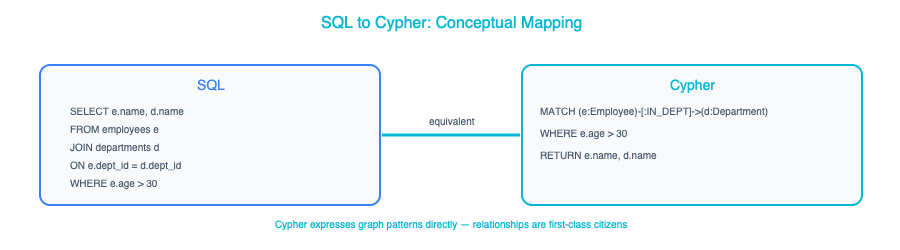 SQL to Cypher: Conceptual Mapping
SQL
SELECT e.name, d.name
FROM employees e
JOIN departments d
ON e.dept_id = d.dept_id
WHERE e.age > 30
equivalent
Cypher
MATCH (e:Employee)-[:IN_DEPT]->(d:Department)
WHERE e.age > 30
RETURN e.name, d.name
Cypher expresses graph patterns directly — relationships are first-class citizens